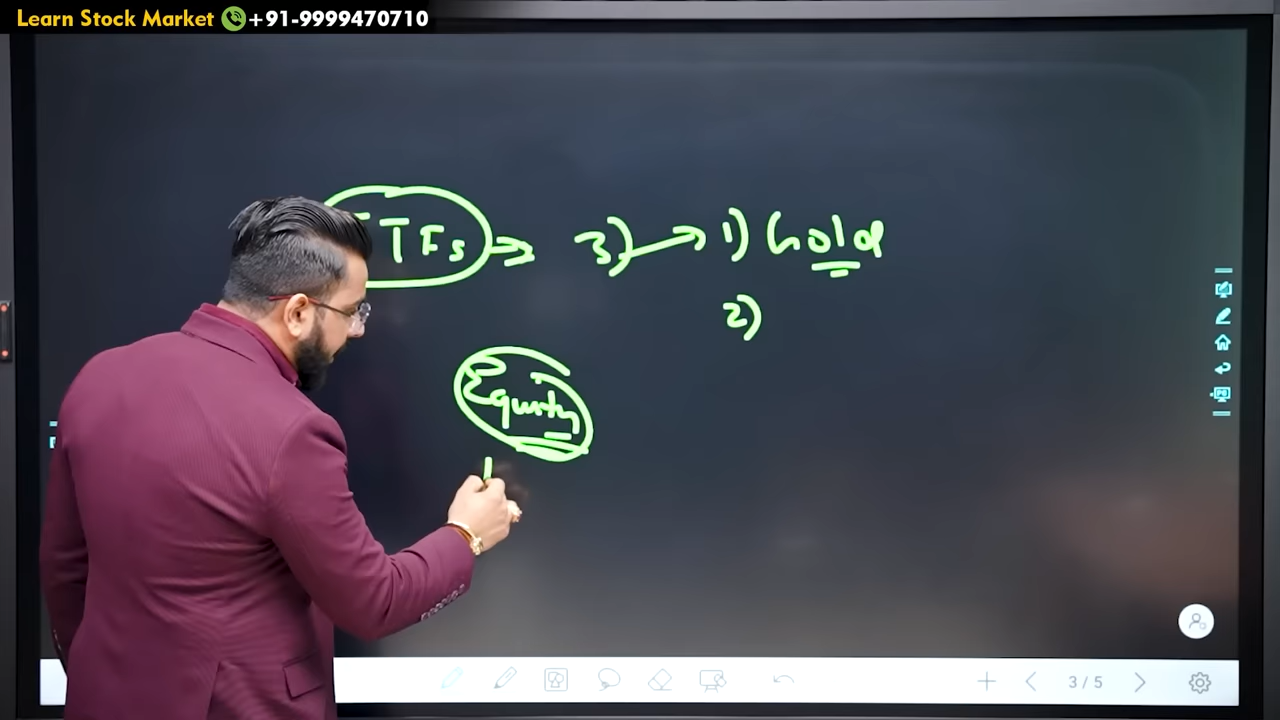 Learn Stock Market +91-9999470710
TFs → 3) → 1) Gold
2)
Equity
3/5